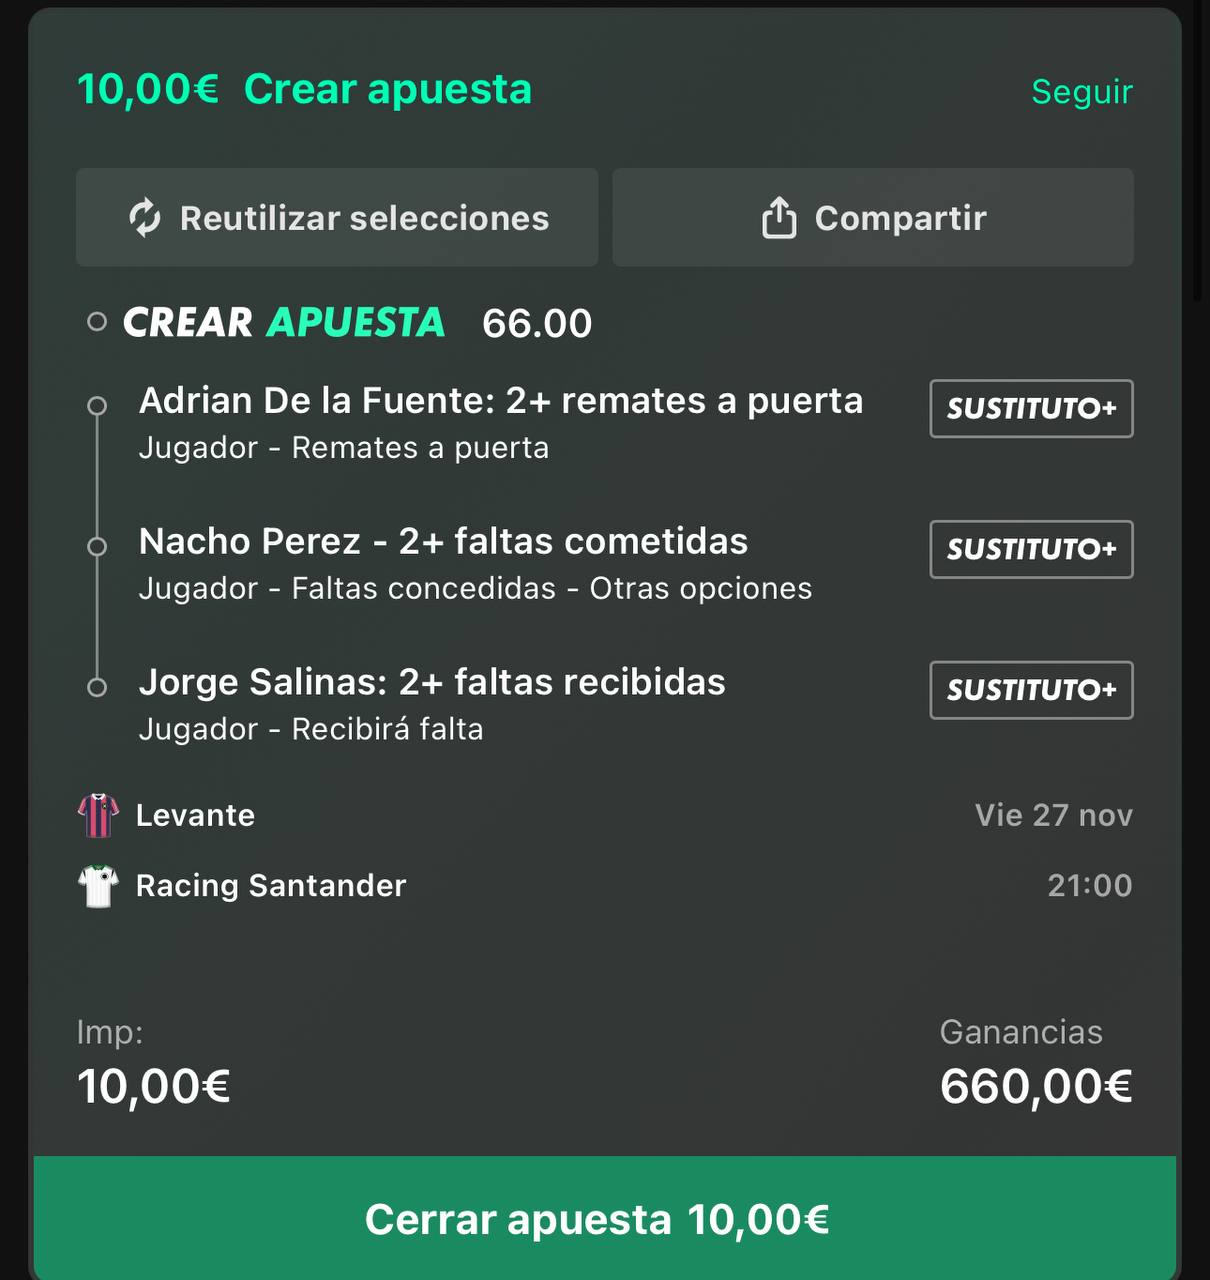 10,00€ Crear apuesta
Seguir
Reutilizar selecciones
Compartir
CREAR APUESTA 66.00
Adrian De la Fuente: 2+ remates a puerta
SUSTITUTO+
Jugador - Remates a puerta
Nacho Perez - 2+ faltas cometidas
SUSTITUTO+
Jugador - Faltas concedidas - Otras opciones
Jorge Salinas: 2+ faltas recibidas
SUSTITUTO+
Jugador - Recibirá falta
Levante
Vie 27 nov
Racing Santander
21:00
Imp:
Ganancias
10,00€
660,00€
Cerrar apuesta 10,00€